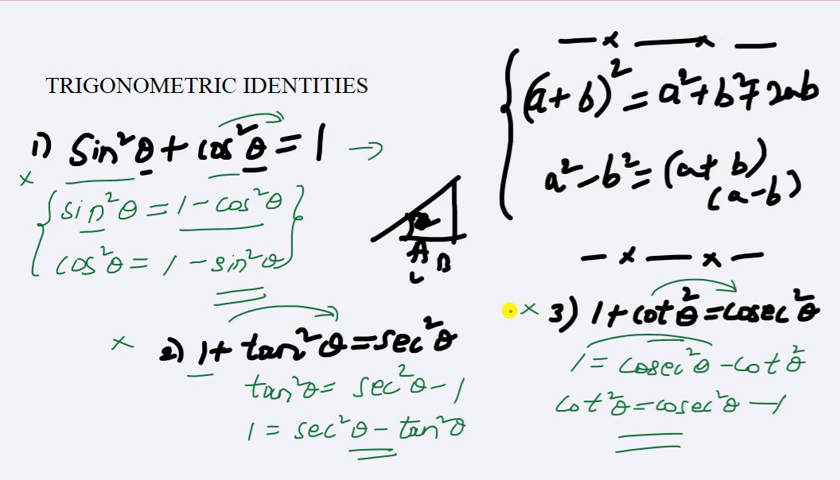 TRIGONOMETRIC IDENTITIES
1) sin²θ + cos²θ = 1
sin²θ = 1 - cos²θ
cos²θ = 1 - sin²θ
2) 1 + tan²θ = sec²θ
tan²θ = sec²θ - 1
1 = sec²θ - tan²θ
(a+b)² = a² + b² + 2ab
a² - b² = (a+b)
(a-b)
3) 1 + cot²θ = cosec²θ
1 = cosec²θ - cot²θ
cot²θ = cosec²θ - 1
A
B